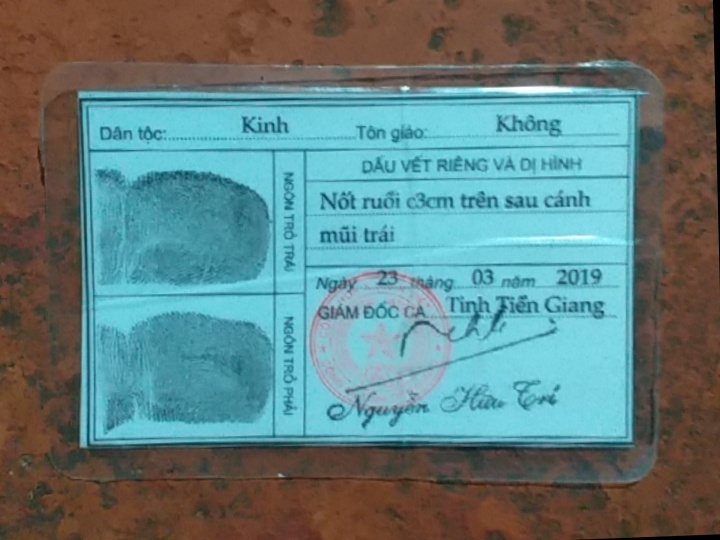 Dân tộc: Kinh Tôn giáo: Không
NGÓN TRỎ TRÁI
NGÓN TRỎ PHẢI
DẤU VẾT RIÊNG VÀ DỊ HÌNH
Nốt ruồi c3cm trên sau cánh
mũi trái
Ngày 23 tháng 03 năm 2019
GIÁM ĐỐC CA Tỉnh Tiền Giang
Nguyễn Hữu Trí